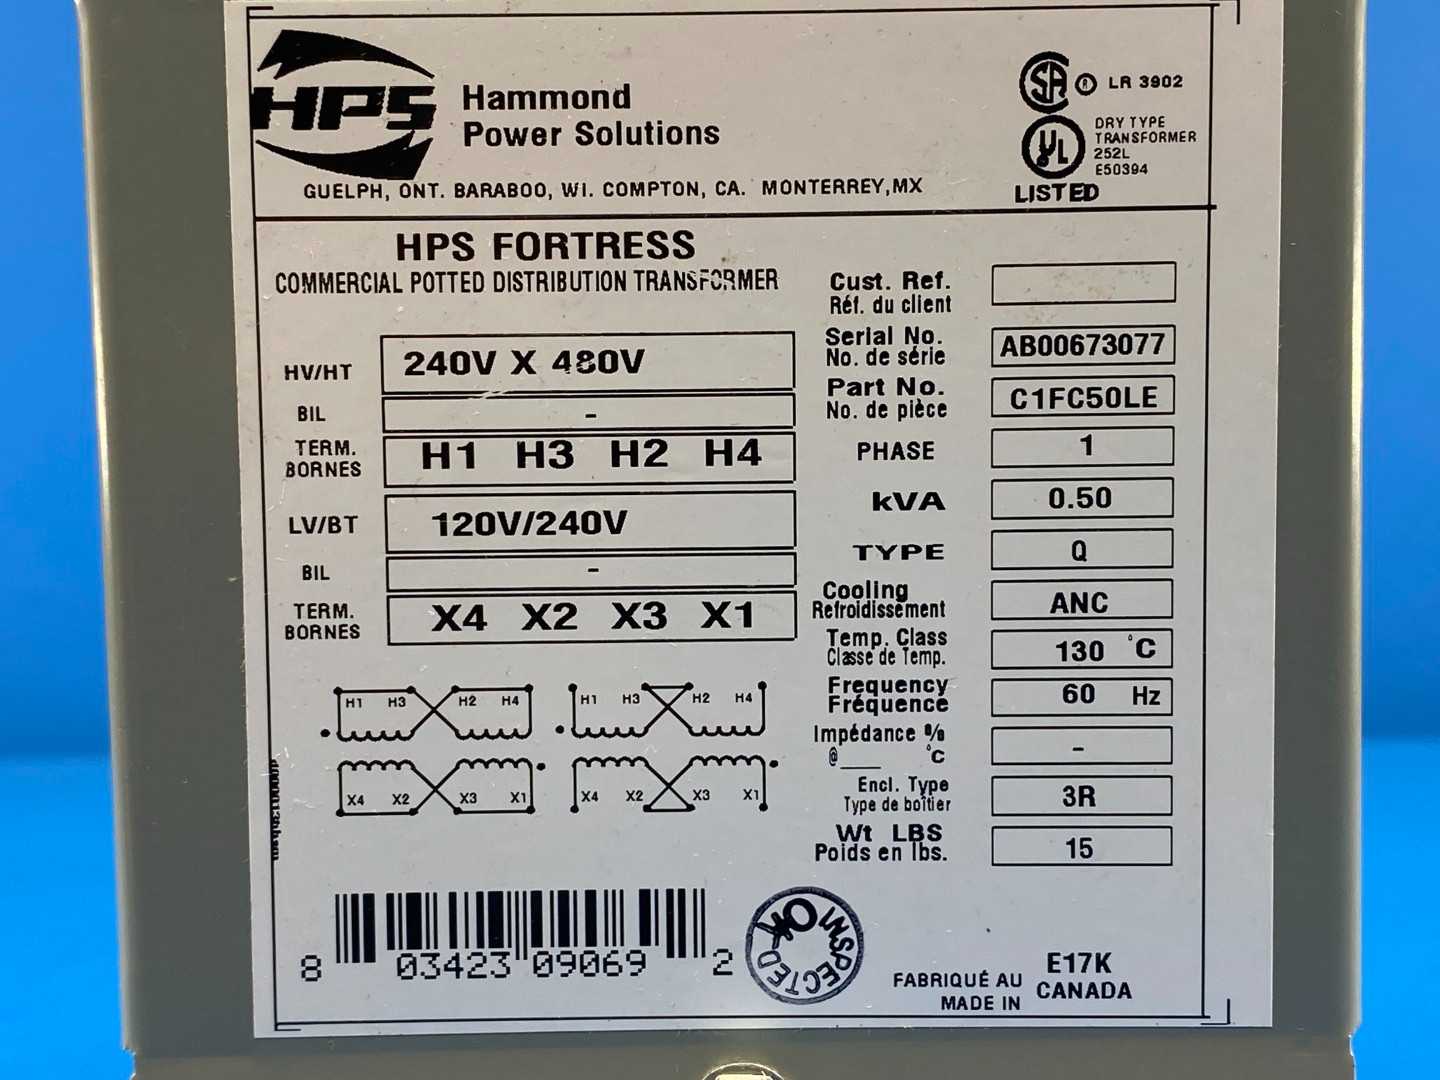 HPS
Hammond
Power Solutions
GUELPH, ONT. BARABOO, WI. COMPTON, CA. MONTERREY,MX
SA ® LR 3902
UL
DRY TYPE
TRANSFORMER
252L
E50394
LISTED
HPS FORTRESS
COMMERCIAL POTTED DISTRIBUTION TRANSFORMER
HV/HT 240V X 480V
BIL -
TERM.
BORNES H1 H3 H2 H4
LV/BT 120V/240V
BIL -
TERM.
BORNES X4 X2 X3 X1
H1 H3 H2 H4 H1 H3 H2 H4
X4 X2 X3 X1 X4 X2 X3 X1
Cust. Ref.
Réf. du client
Serial No.
No. de série AB00673077
Part No.
No. de pièce C1FC50LE
PHASE 1
kVA 0.50
TYPE Q
Cooling
Refroidissement ANC
Temp. Class
Classe de Temp. 130 °C
Frequency
Fréquence 60 Hz
Impédance %
@___ °C -
Encl. Type
Type de boîtier 3R
Wt LBS
Poids en lbs. 15
8 03423 09069 2
INSPECTED
OK
E17K
FABRIQUÉ AU
MADE IN CANADA